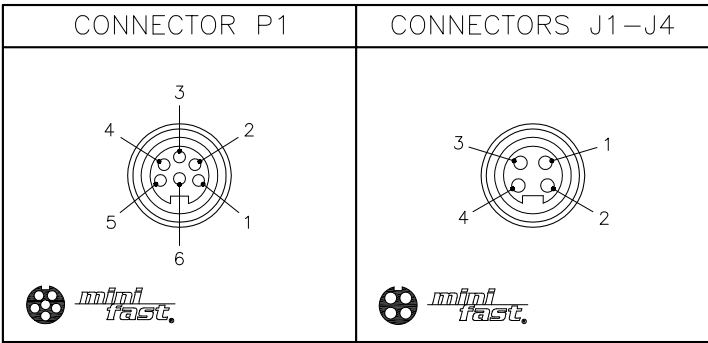 CONNECTOR P1
CONNECTORS J1-J4
3
4 2
5 1
6
3 1
4 2
mini
fast®
mini
fast®